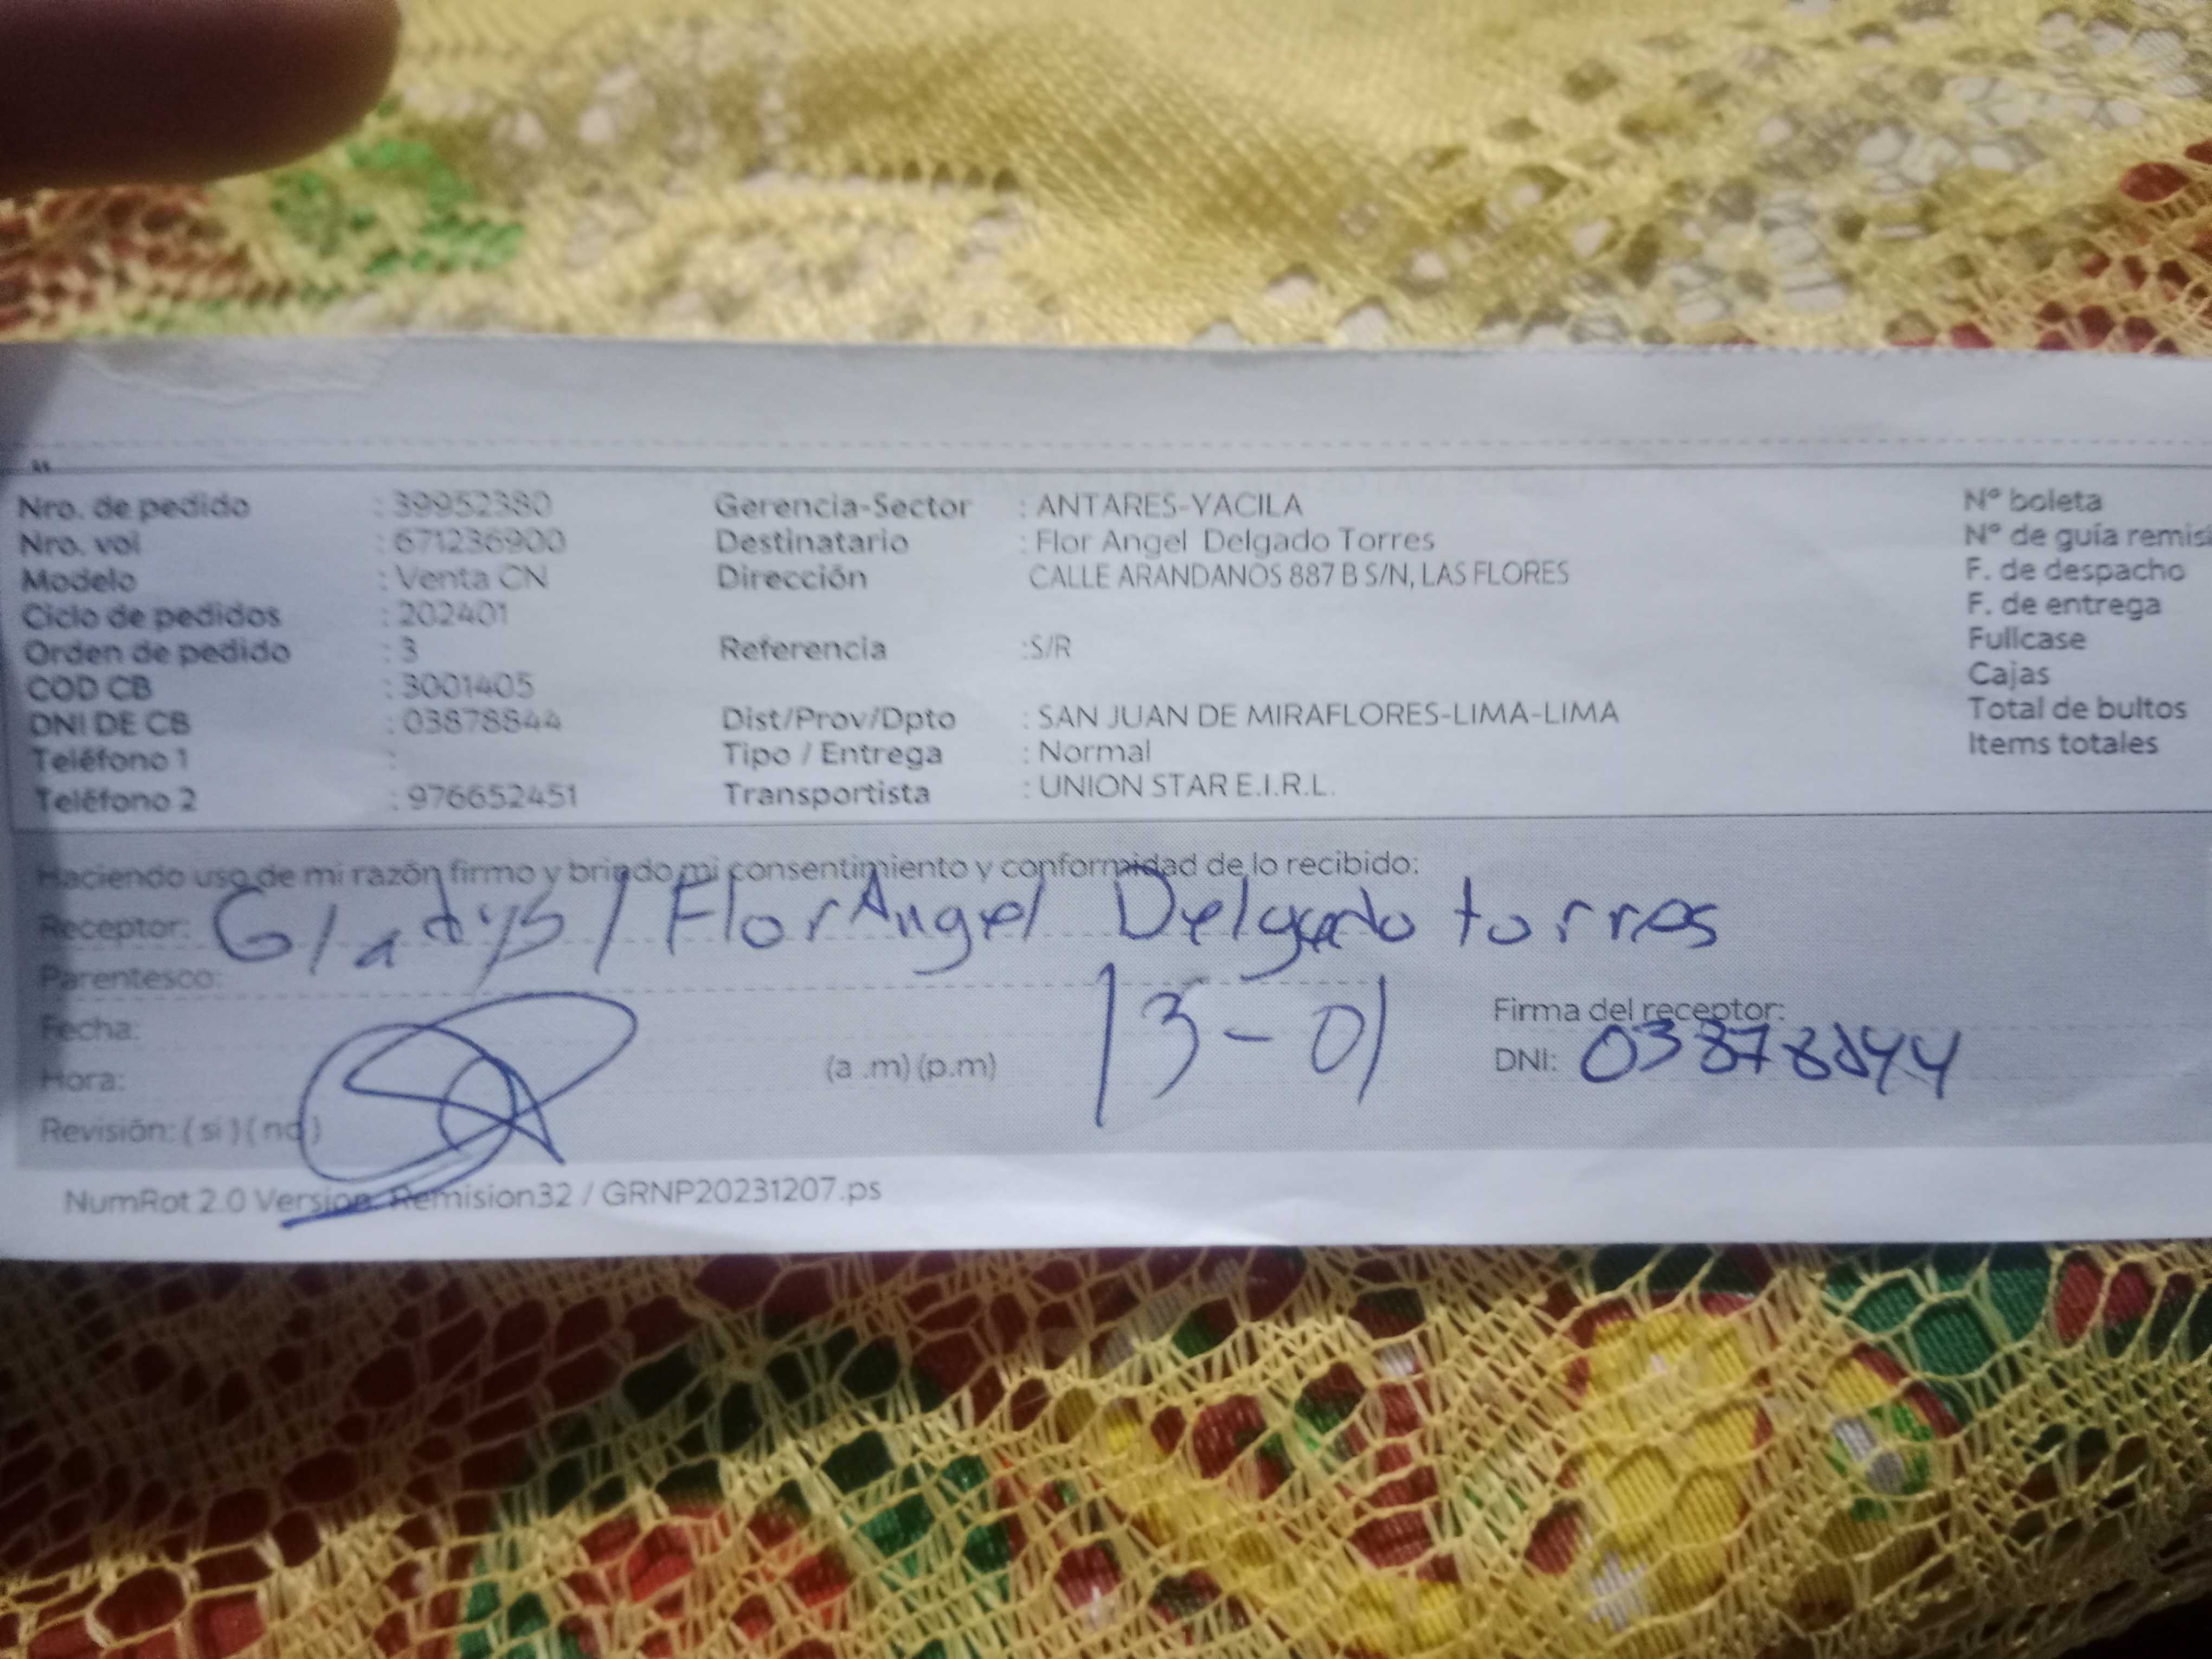 Nro. de pedido : 39952380 Gerencia-Sector : ANTARES-YACILA Nº boleta
Nro. vol : 671236900 Destinatario : Flor Angel Delgado Torres Nº de guía remisi
Modelo : Venta CN Dirección CALLE ARANDANOS 887 B S/N, LAS FLORES F. de despacho
Ciclo de pedidos : 202401 F. de entrega
Orden de pedido : 3 Referencia :S/R Fullcase
COD CB : 3001405 Cajas
DNI DE CB : 03878844 Dist/Prov/Dpto : SAN JUAN DE MIRAFLORES-LIMA-LIMA Total de bultos
Teléfono 1 : Tipo / Entrega : Normal Items totales
Teléfono 2 : 976652451 Transportista : UNION STAR E.I.R.L.
Haciendo uso de mi razón firmo y brindo mi consentimiento y conformidad de lo recibido:
Receptor: Gladys / Flor Angel Delgado torres
Parentesco:
Fecha: 13-01 Firma del receptor:
Hora: (a .m) (p.m) DNI: 03878844
Revisión: ( si ) ( no )
NumRot 2.0 Version: Remision32 / GRNP20231207.ps